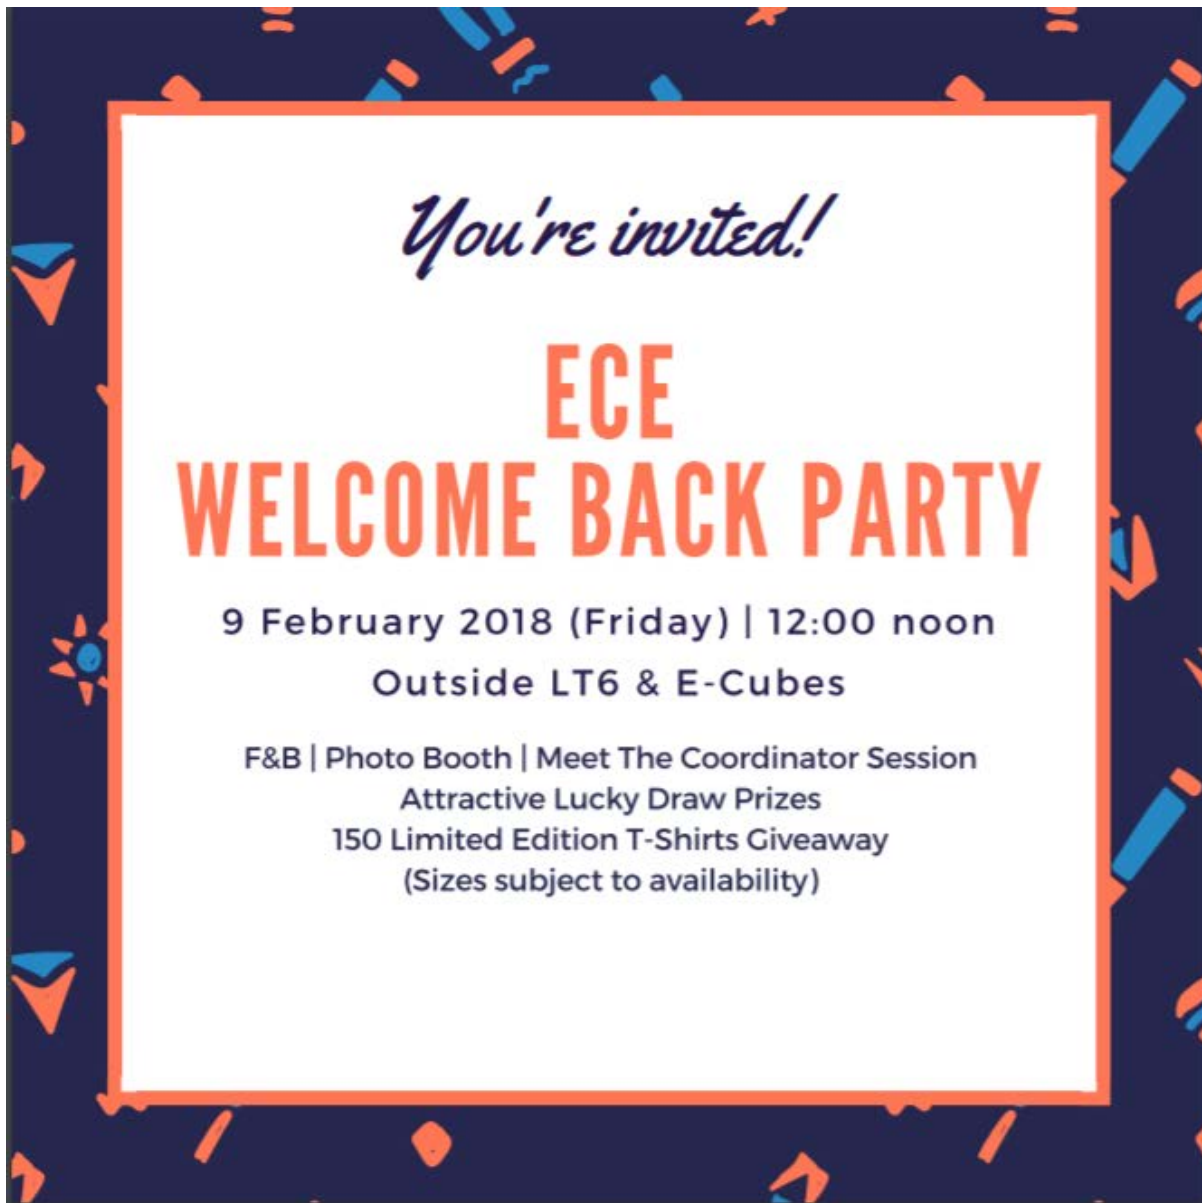 You're invited!
ECE
WELCOME BACK PARTY
9 February 2018 (Friday) | 12:00 noon
Outside LT6 & E-Cubes
F&B | Photo Booth | Meet The Coordinator Session
Attractive Lucky Draw Prizes
150 Limited Edition T-Shirts Giveaway
(Sizes subject to availability)